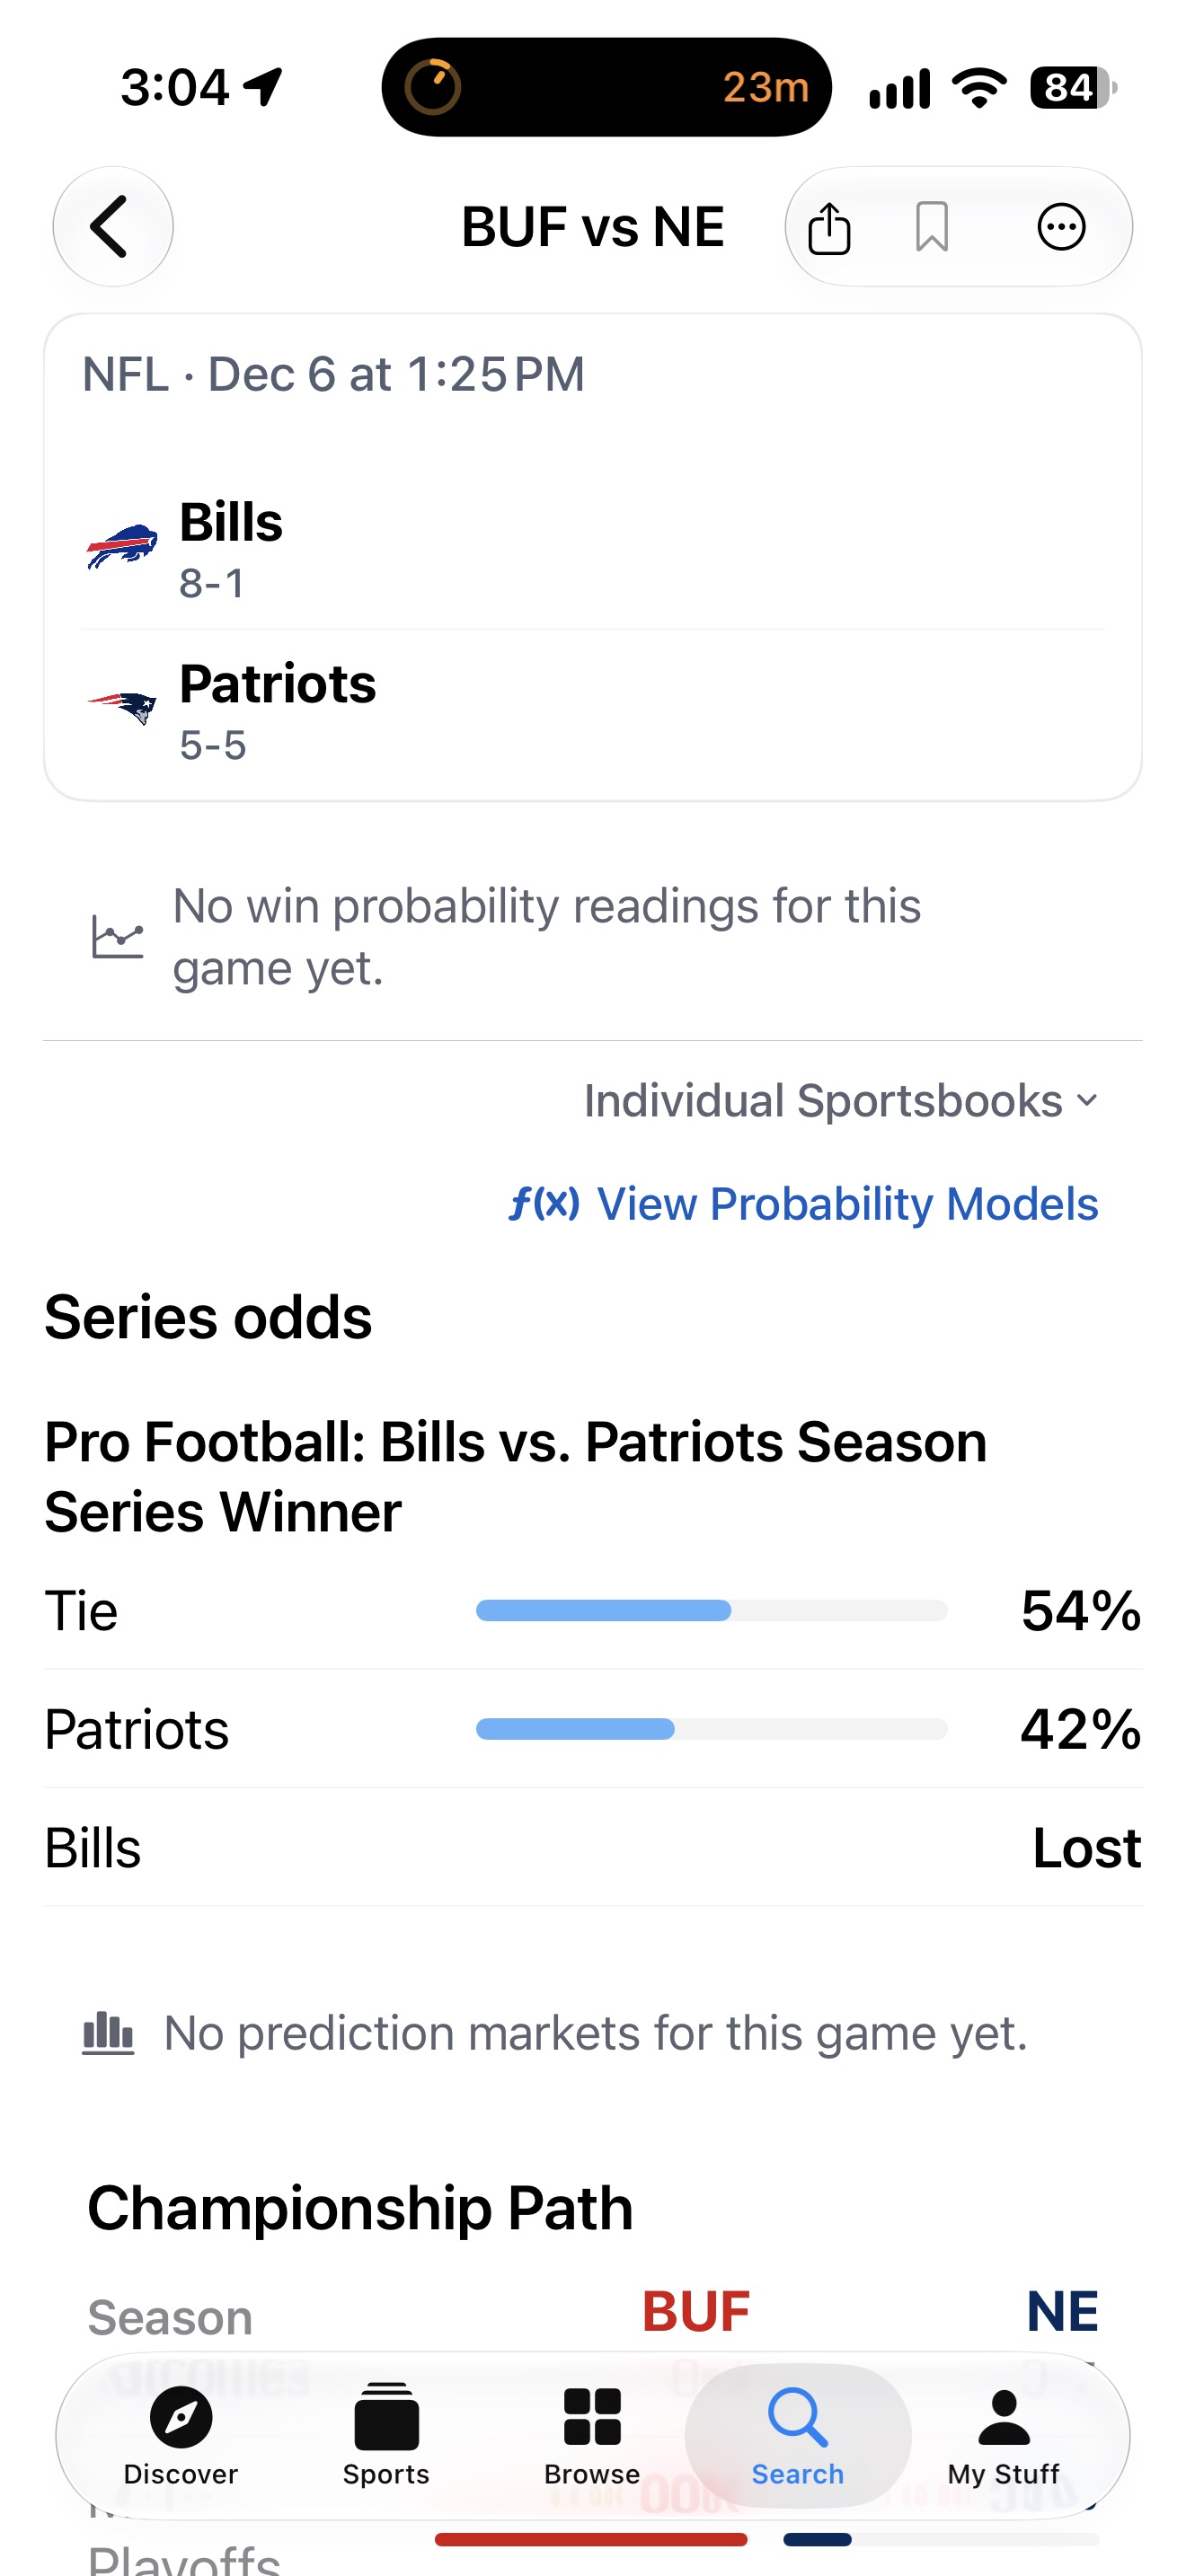 3:04
23m
84
BUF vs NE
NFL · Dec 6 at 1:25 PM
Bills
8-1
Patriots
5-5
No win probability readings for this
game yet.
Individual Sportsbooks
f(x) View Probability Models
Series odds
Pro Football: Bills vs. Patriots Season
Series Winner
Tie 54%
Patriots 42%
Bills Lost
No prediction markets for this game yet.
Championship Path
Season BUF NE
Discover Sports Browse Search My Stuff
Playoffs